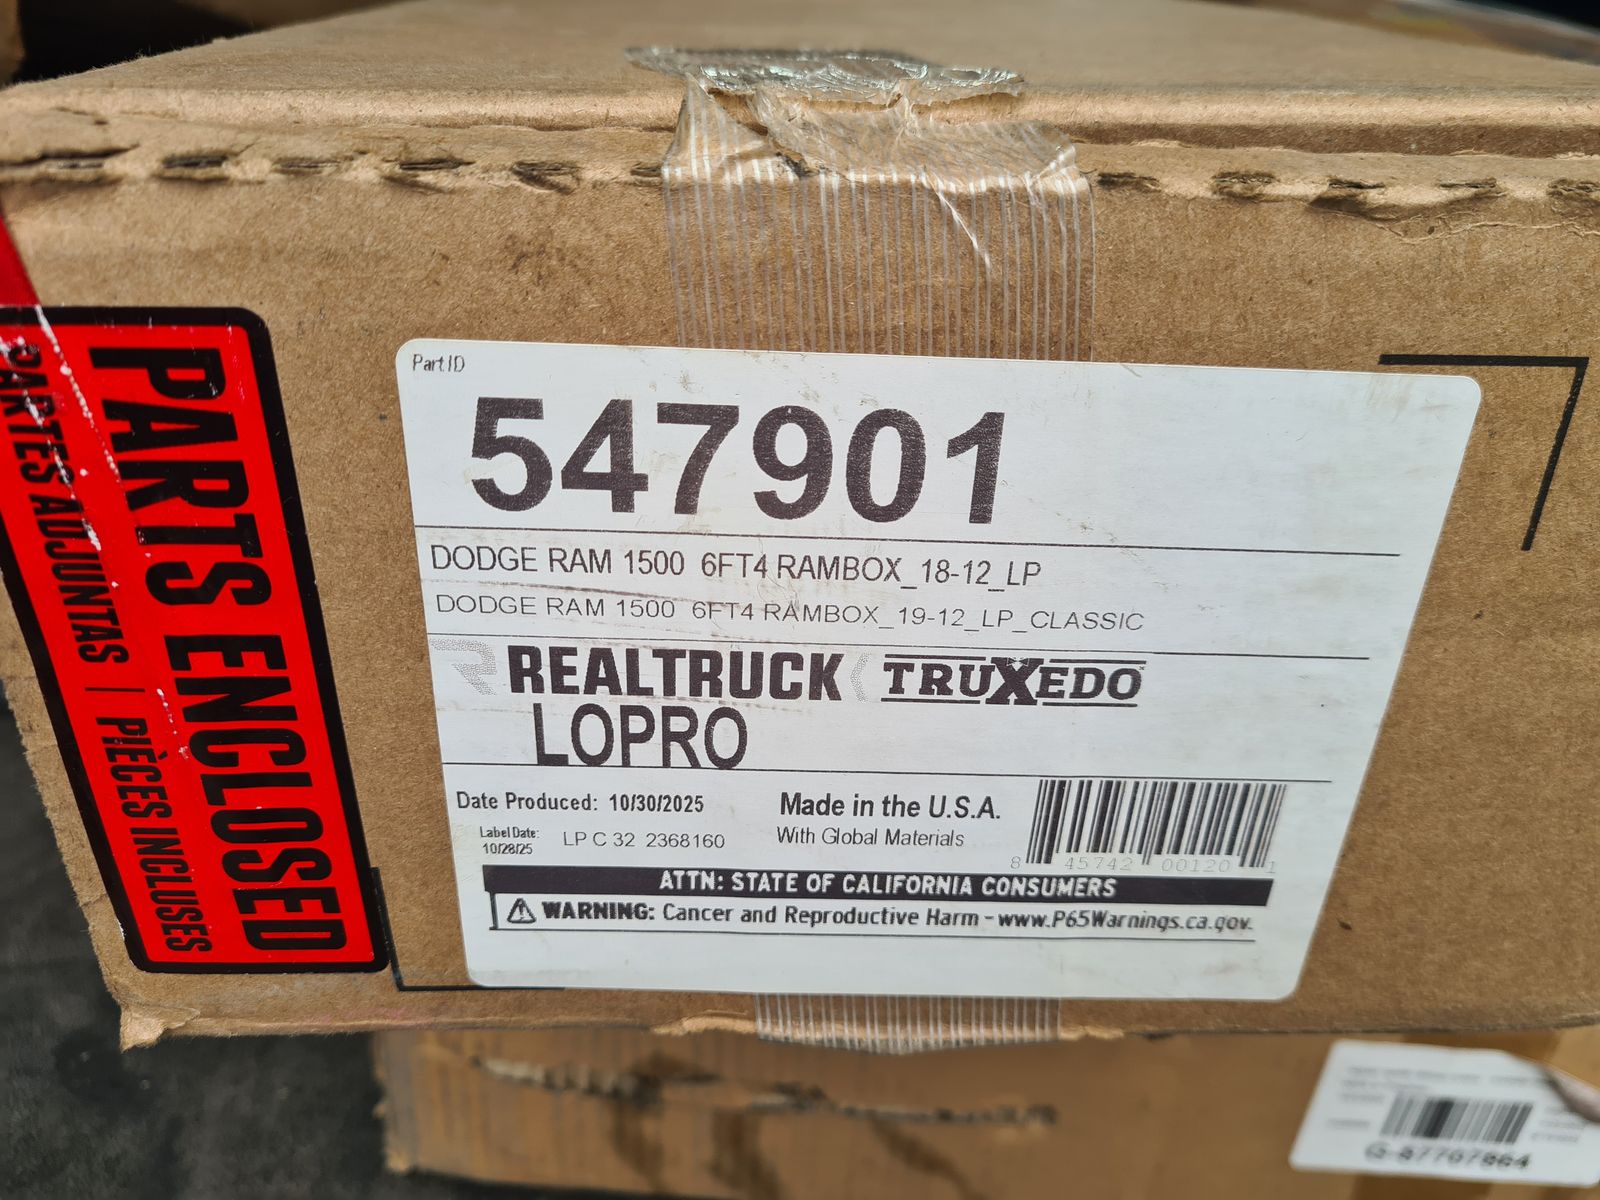 PARTS ENCLOSED
PARTES ADJUNTAS | PIÈCES INCLUSES
Part ID
547901
DODGE RAM 1500 6FT4 RAMBOX_18-12_LP
DODGE RAM 1500 6FT4 RAMBOX_19-12_LP_CLASSIC
REALTRUCK TRUXEDO
LOPRO
Date Produced: 10/30/2025
Made in the U.S.A.
Label Date:
10/28/25
LP C 32 2368160
With Global Materials
8 45742 00120 1
ATTN: STATE OF CALIFORNIA CONSUMERS
WARNING: Cancer and Reproductive Harm - www.P65Warnings.ca.gov.
G-87707864